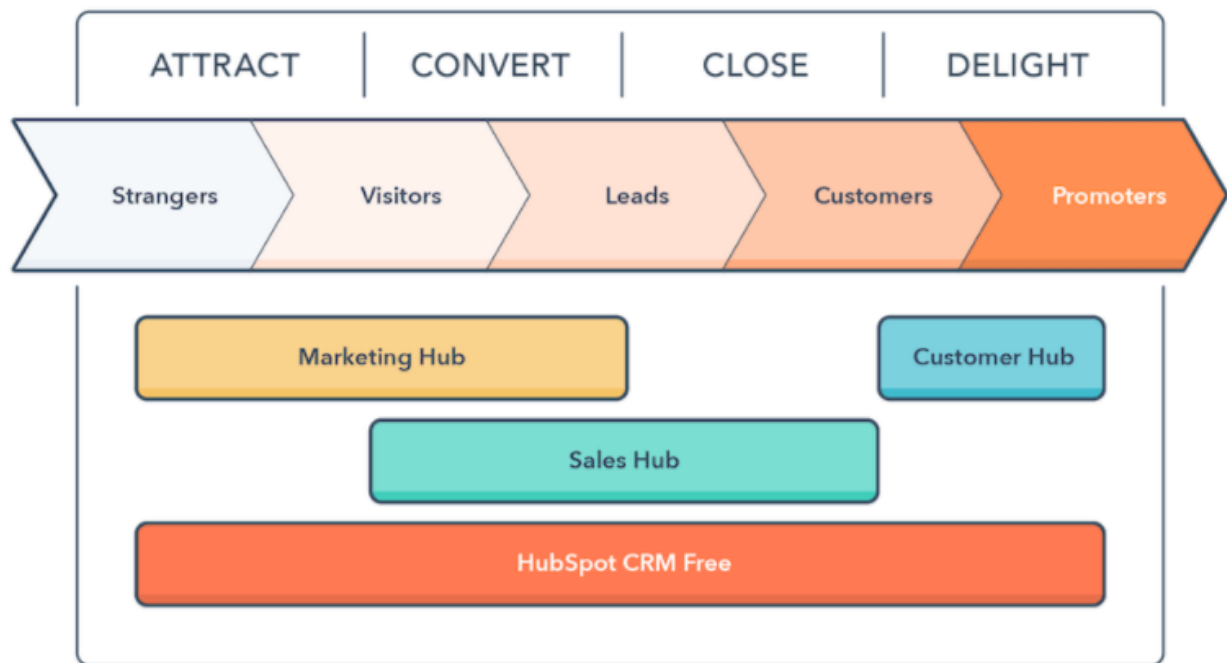 ATTRACT CONVERT CLOSE DELIGHT
Strangers Visitors Leads Customers Promoters
Marketing Hub Customer Hub
Sales Hub
HubSpot CRM Free